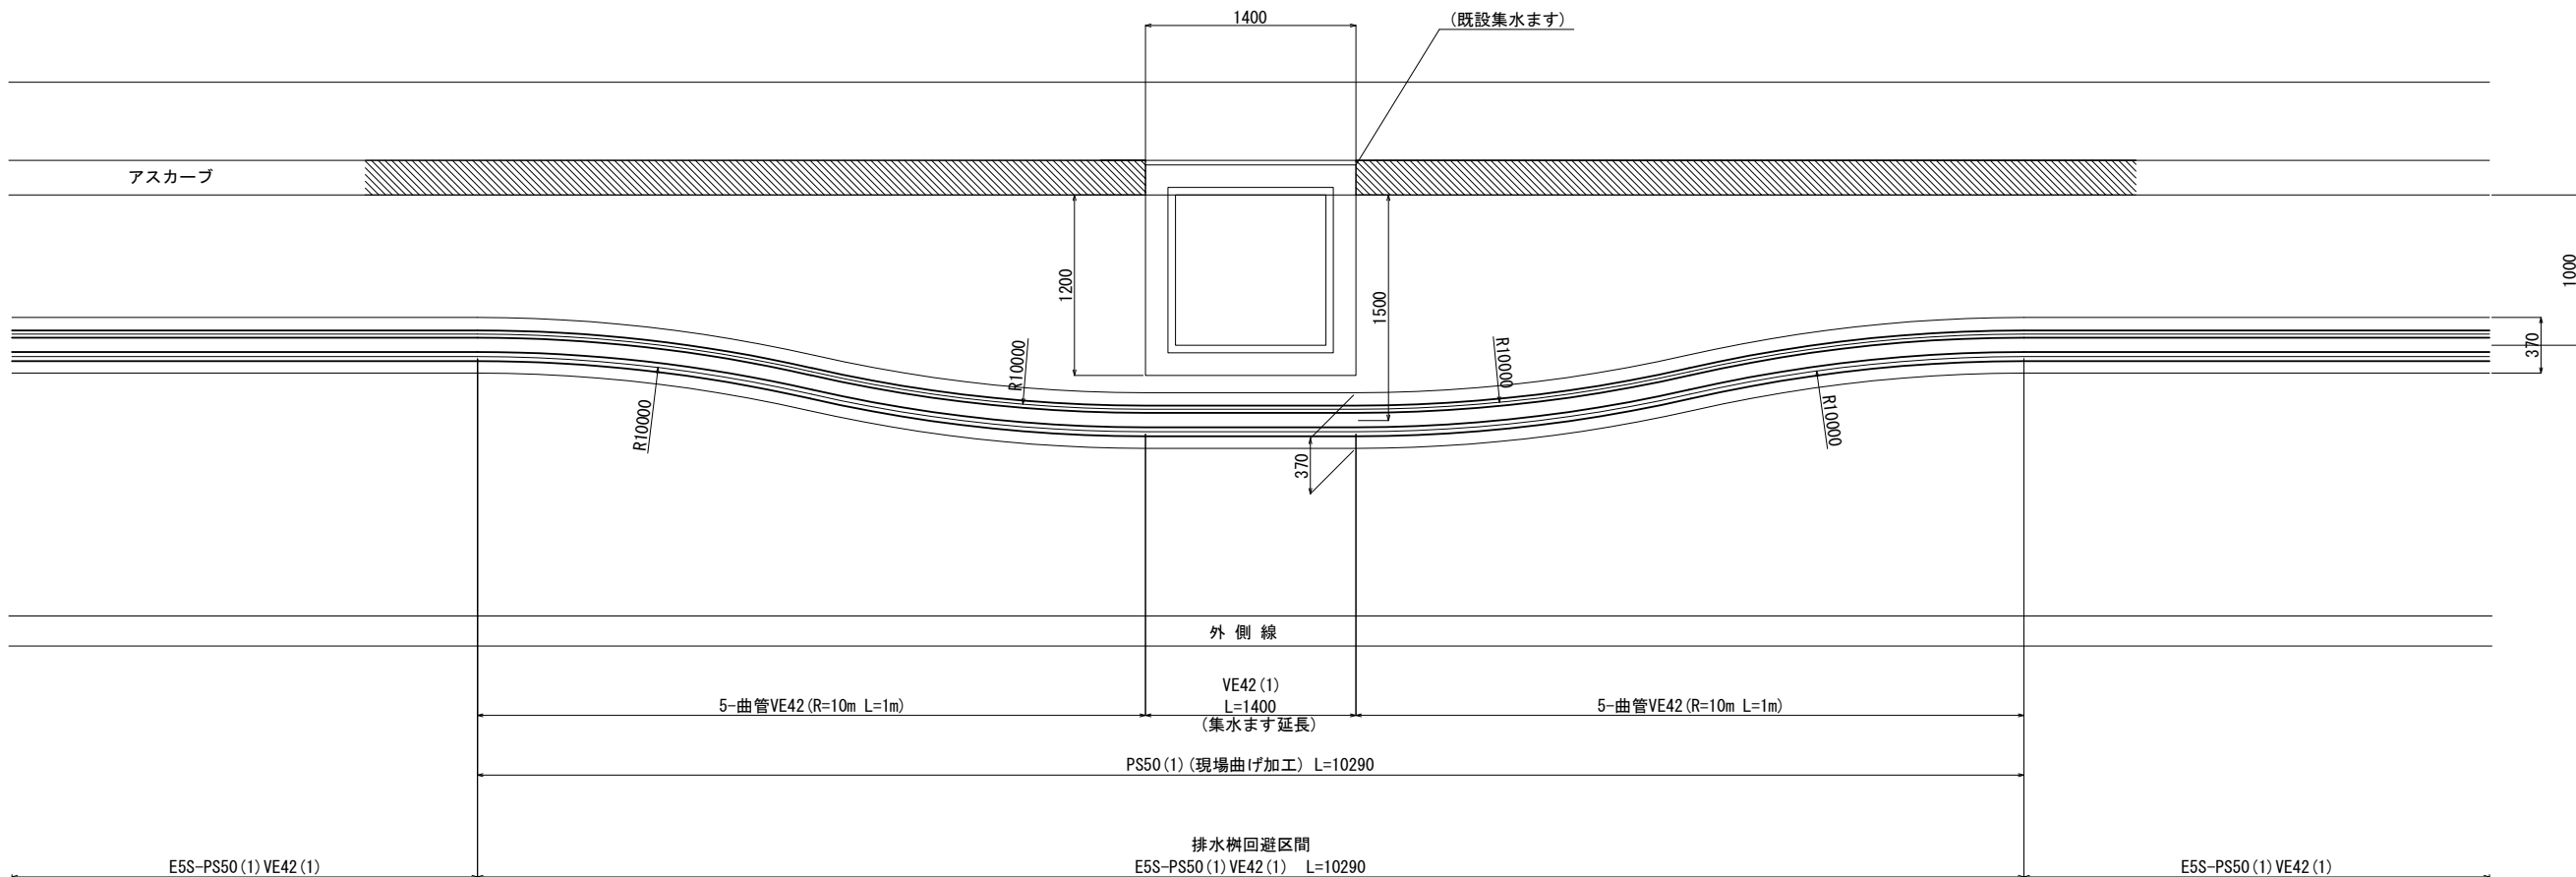 1400
(既設集水ます)
アスカーブ
1200
1500
1000
370
R10000
R10000
R10000
R10000
370
外 側 線
5-曲管VE42(R=10m L=1m)
VE42(1)
L=1400
(集水ます延長)
5-曲管VE42(R=10m L=1m)
PS50(1)(現場曲げ加工) L=10290
排水桝回避区間
E5S-PS50(1)VE42(1)
E5S-PS50(1)VE42(1) L=10290
E5S-PS50(1)VE42(1)